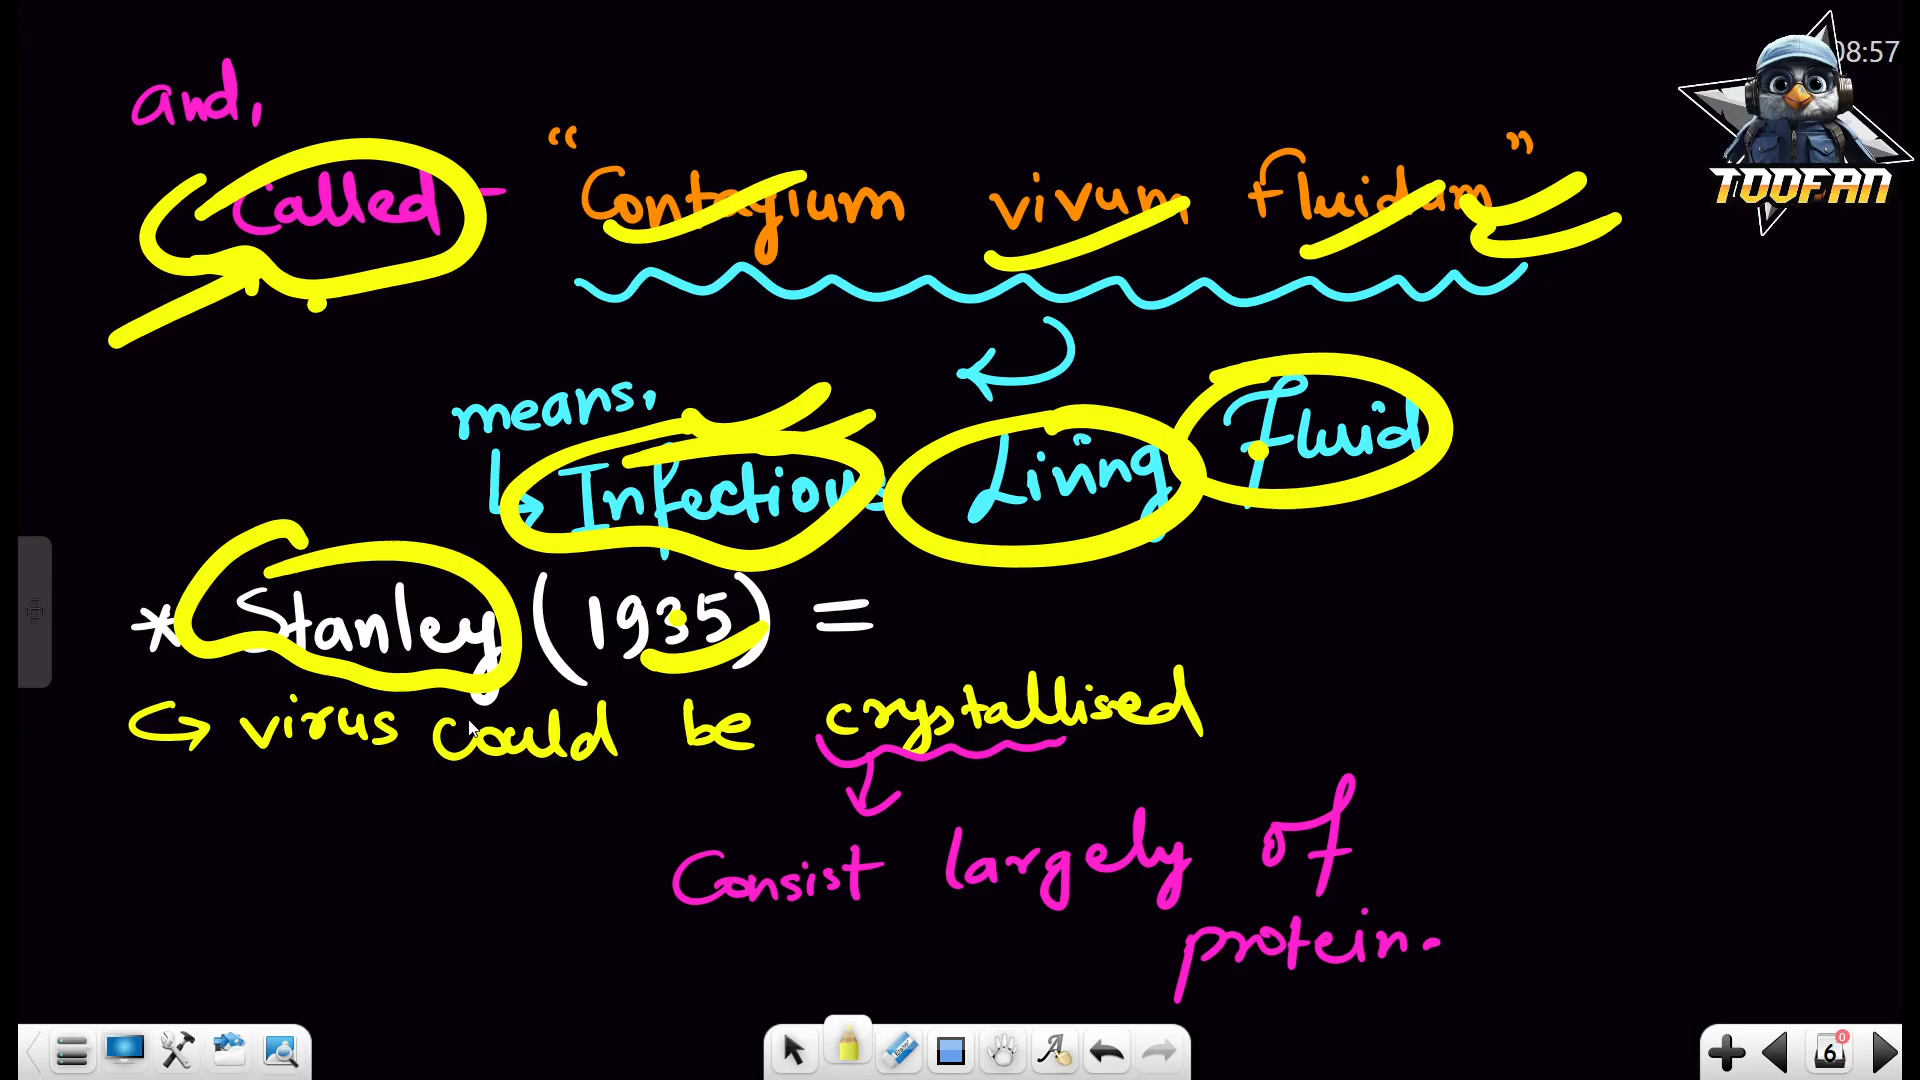 08:57
TOOFAN
and,
Called - "Contagium vivum fluidum"
means,
↳ Infectious Living Fluid
* Stanley (1935) =
↪ virus could be crystallised
Consist largely of
protein.
6
0